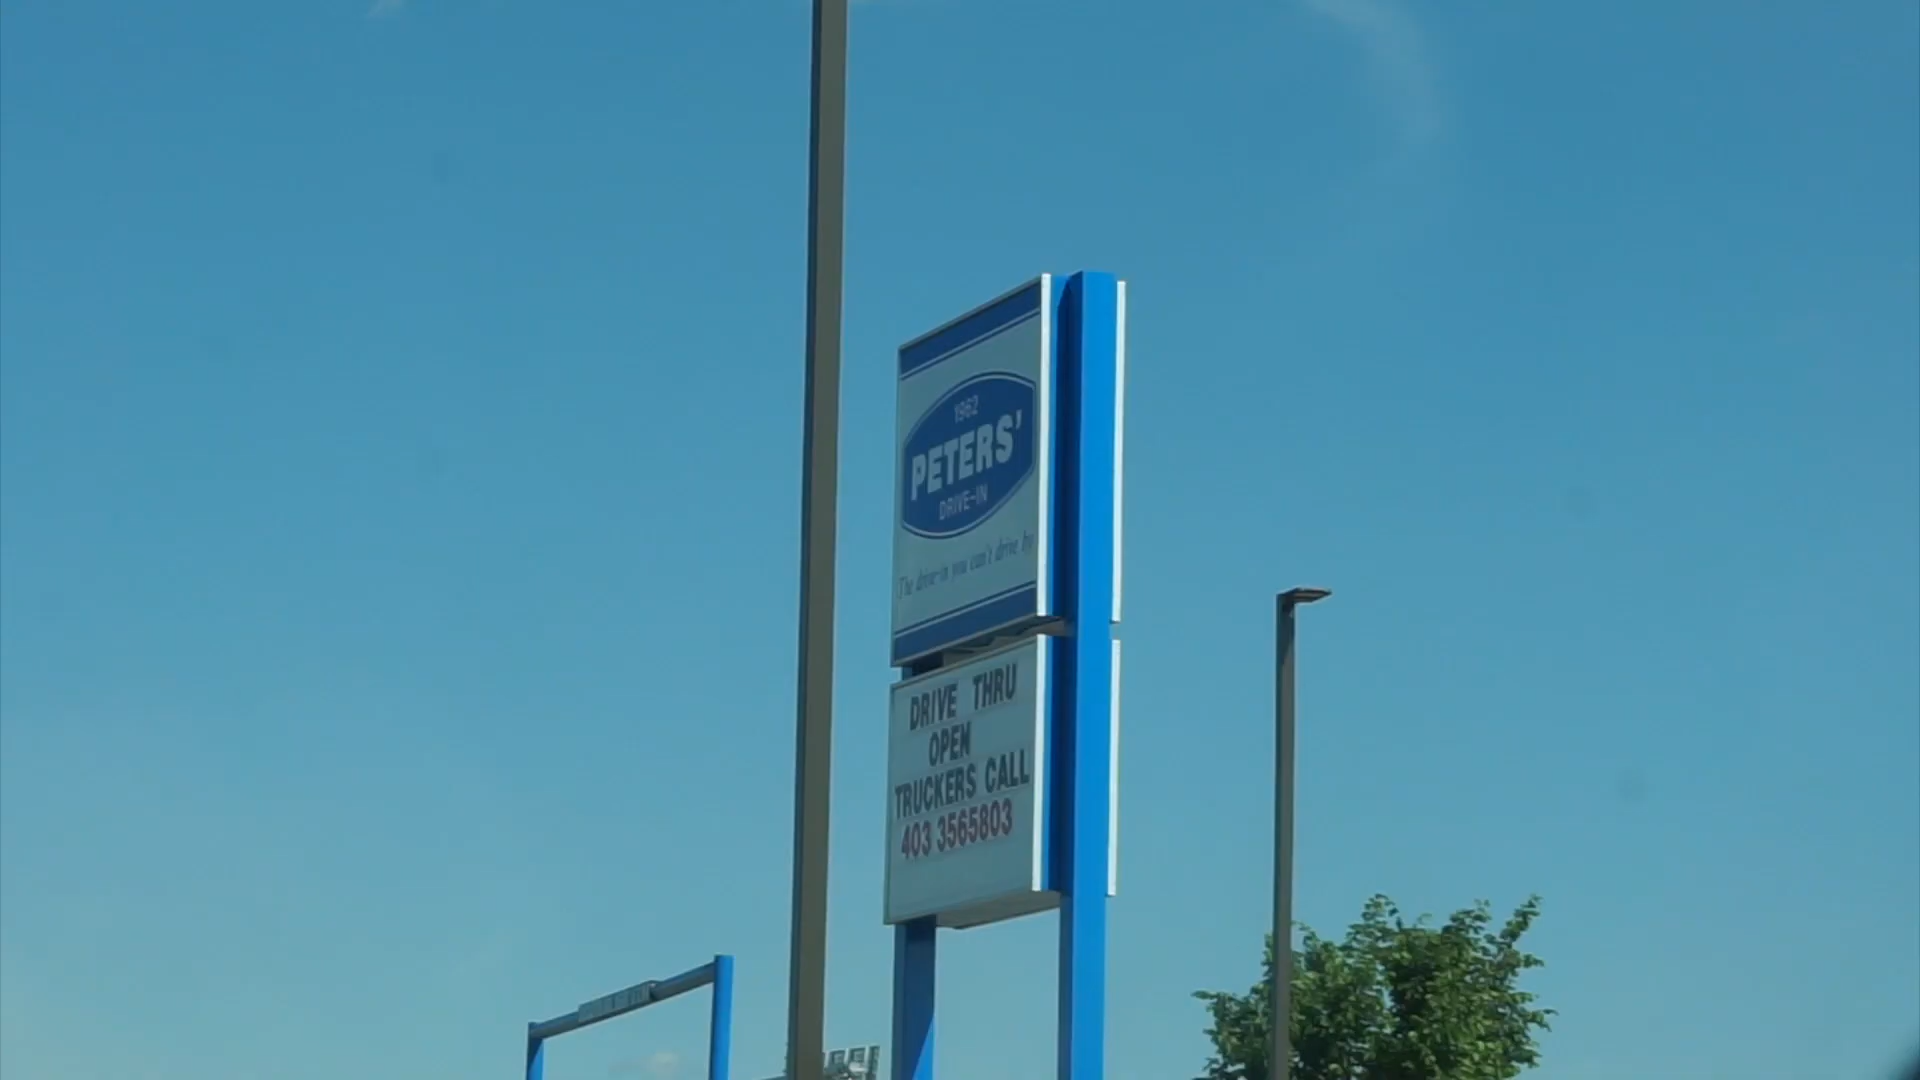 1962
PETERS'
DRIVE-IN
The drive-in you can't drive by
DRIVE THRU
OPEN
TRUCKERS CALL
403 3565803